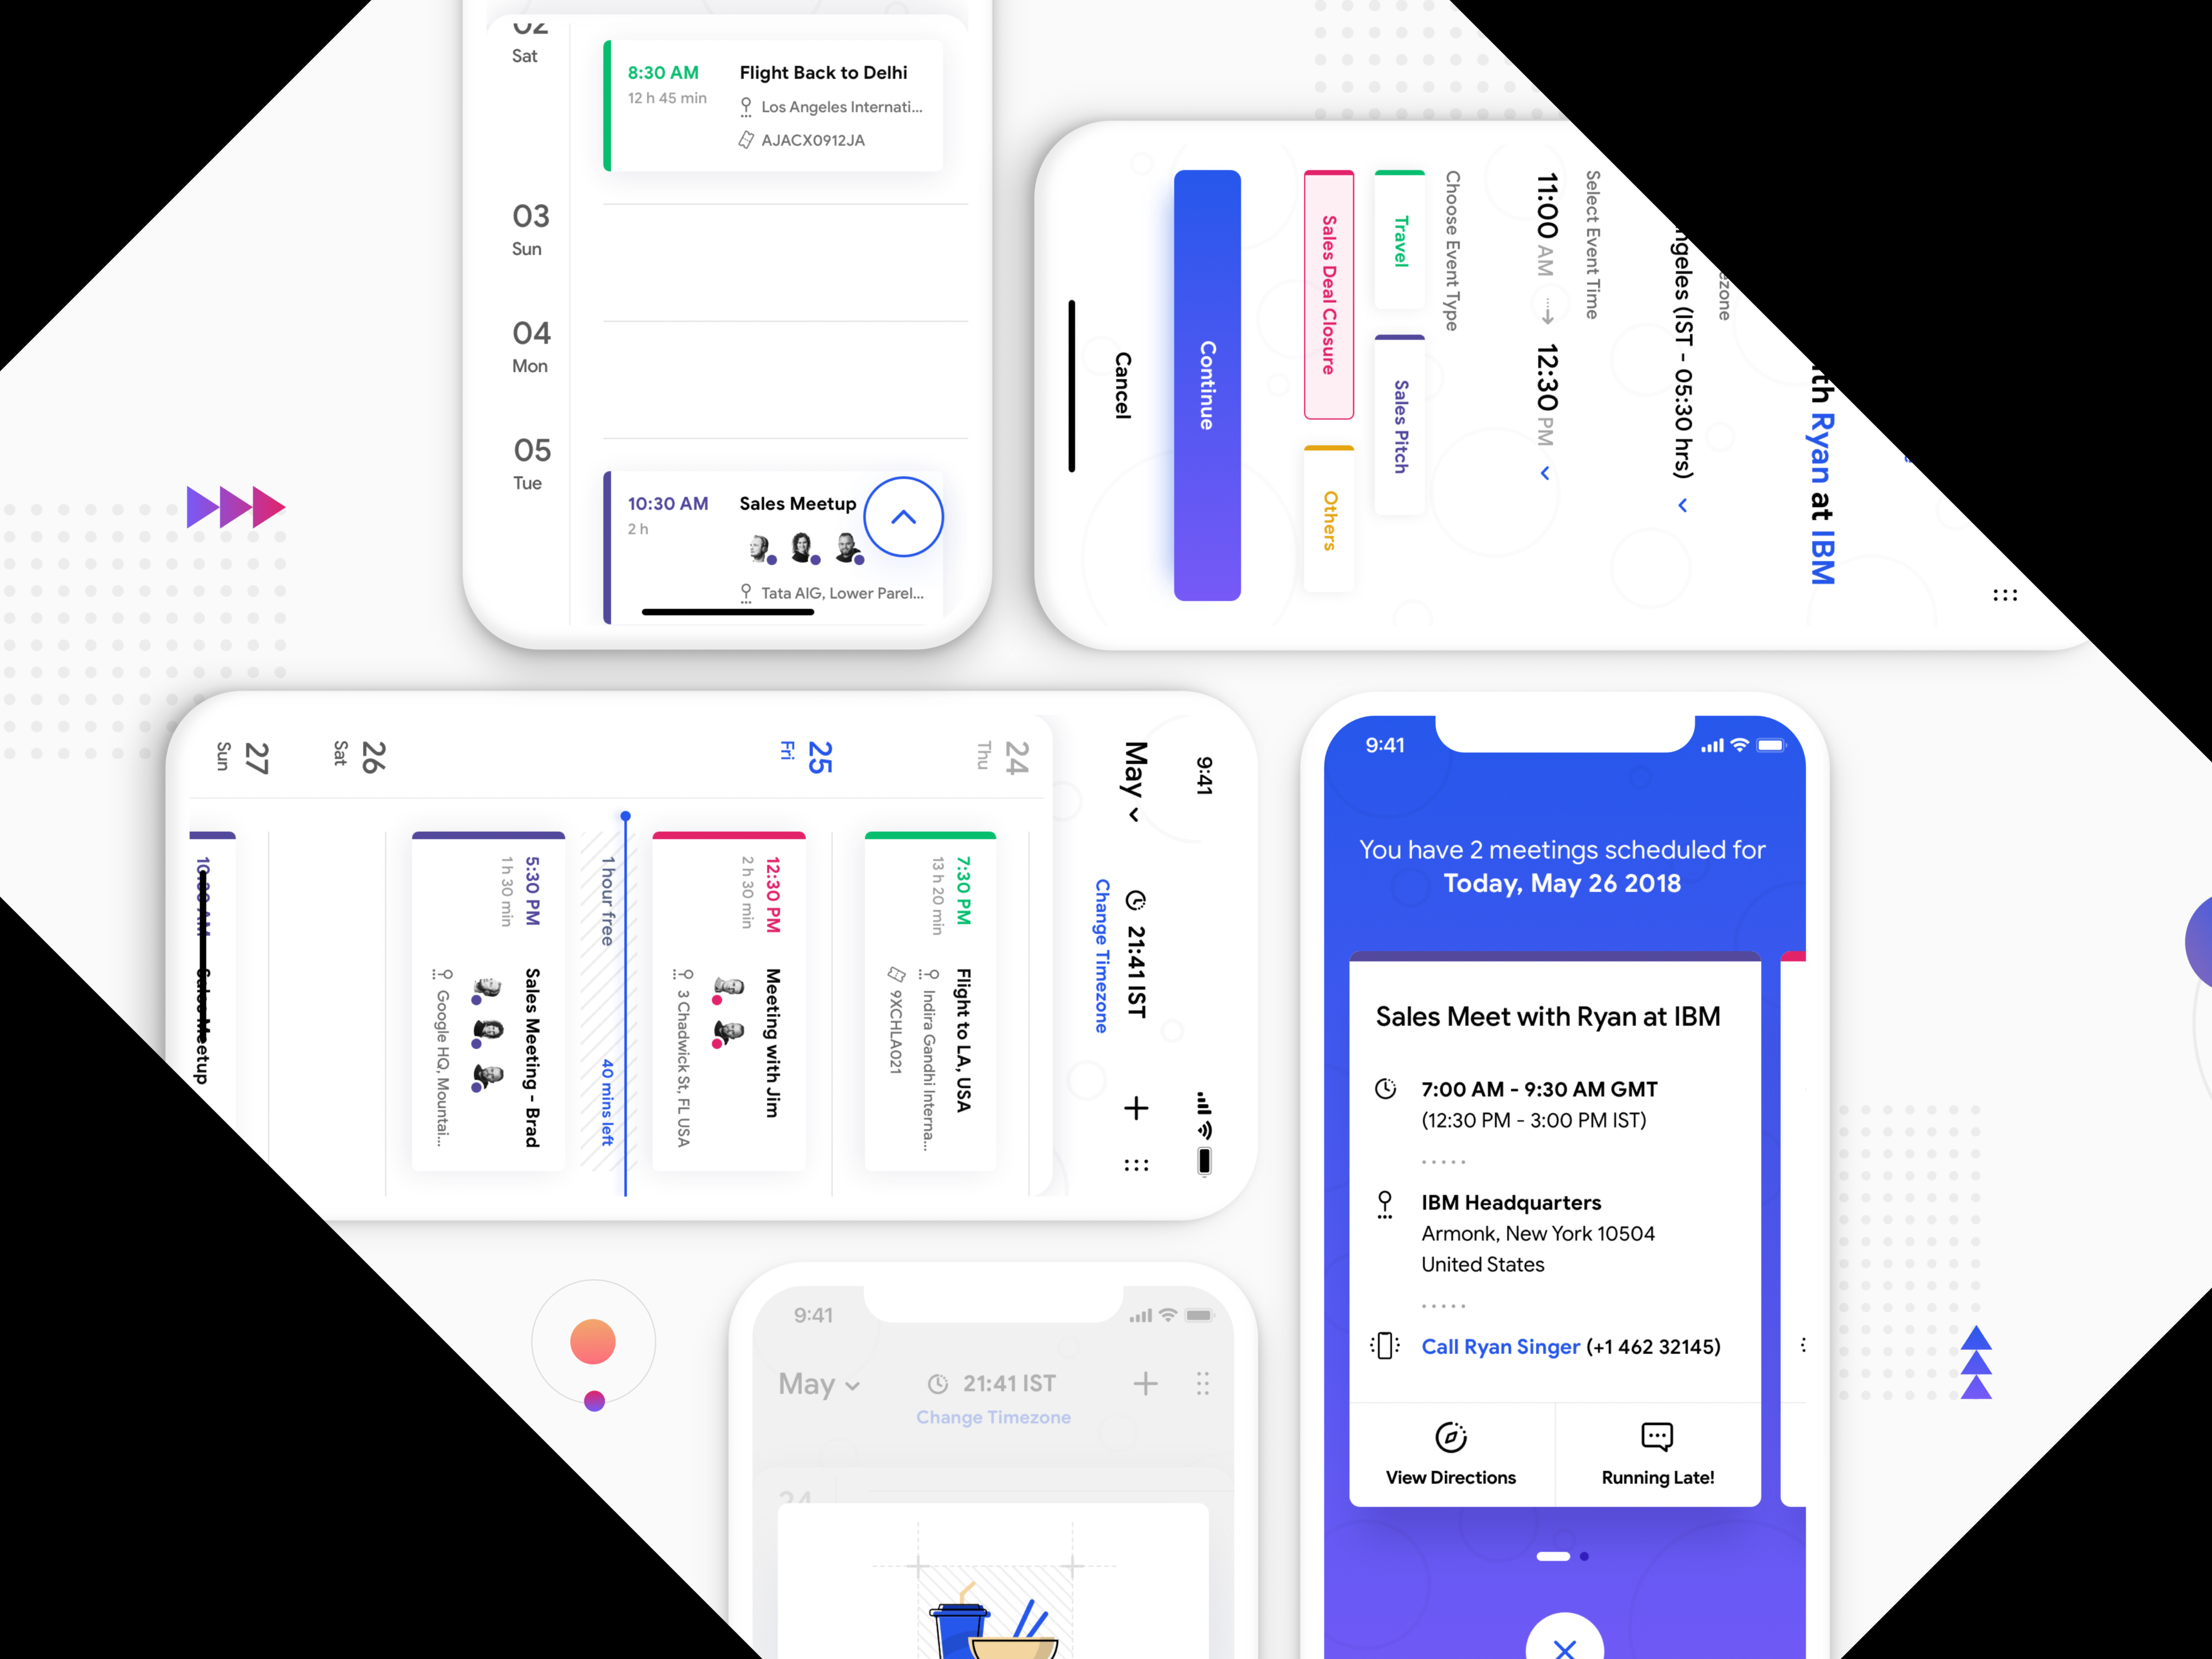 02
Sat
8:30 AM
12 h 45 min
Flight Back to Delhi
Los Angeles Internati...
AJACX0912JA
03
Sun
04
Mon
05
Tue
10:30 AM
2 h
Sales Meetup
Tata AIG, Lower Parel...
th Ryan at IBM
ezone
ngeles (IST - 05:30 hrs)
Select Event Time
11:00 AM 12:30 PM
Choose Event Type
Travel
Sales Pitch
Sales Deal Closure
Others
Continue
Cancel
9:41
May
21:41 IST
Change Timezone
24
Thu
7:30 PM
13 h 20 min
Flight to LA, USA
Indira Gandhi Interna...
9XCHLA021
25
Fri
12:30 PM
2 h 30 min
Meeting with Jim
3 Chadwick St, FL USA
1 hour free
40 mins left
5:30 PM
1 h 30 min
Sales Meeting - Brad
Google HQ, Mountai...
26
Sat
27
Sun
10:30 AM
Sales Meetup
9:41
You have 2 meetings scheduled for
Today, May 26 2018
Sales Meet with Ryan at IBM
7:00 AM - 9:30 AM GMT
(12:30 PM - 3:00 PM IST)
IBM Headquarters
Armonk, New York 10504
United States
Call Ryan Singer (+1 462 32145)
View Directions
Running Late!
9:41
May
21:41 IST
Change Timezone
24